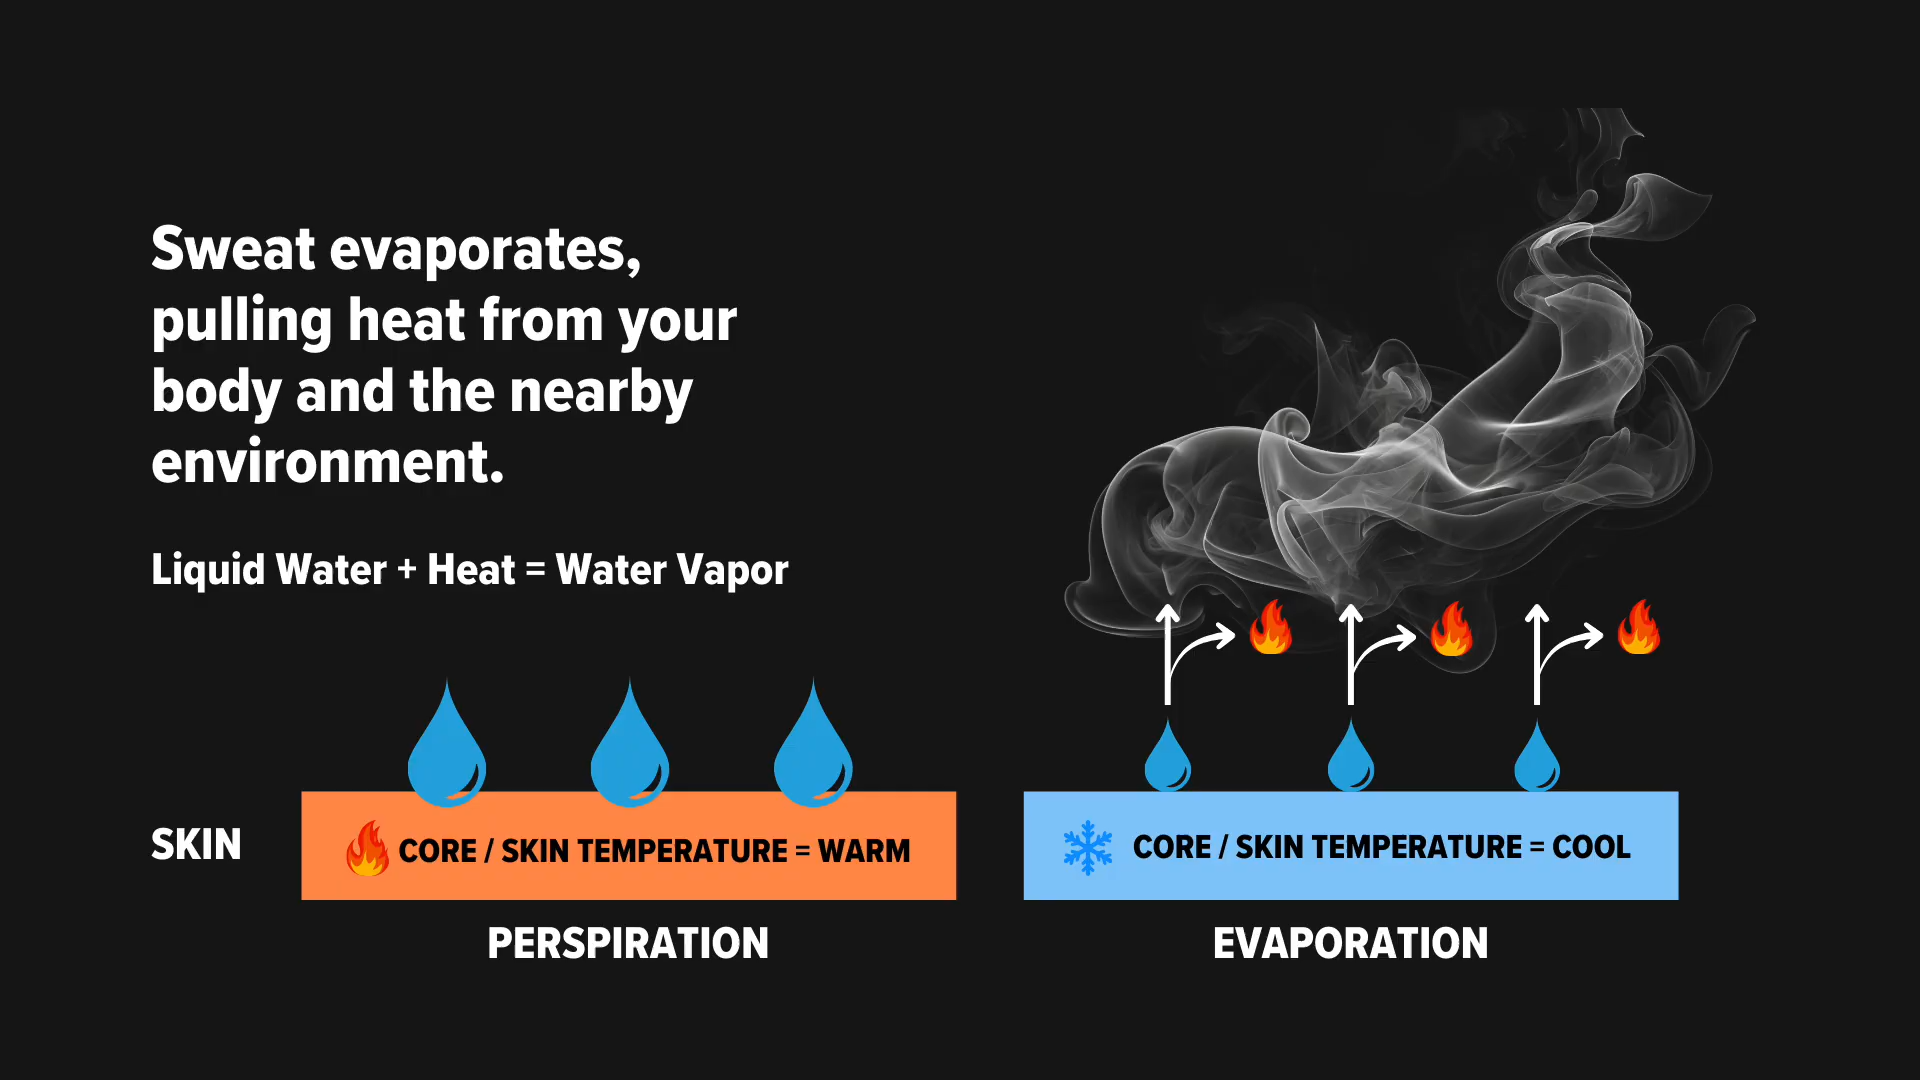 Sweat evaporates,
pulling heat from your
body and the nearby
environment.
Liquid Water + Heat = Water Vapor
SKIN
CORE / SKIN TEMPERATURE = WARM
PERSPIRATION
CORE / SKIN TEMPERATURE = COOL
EVAPORATION